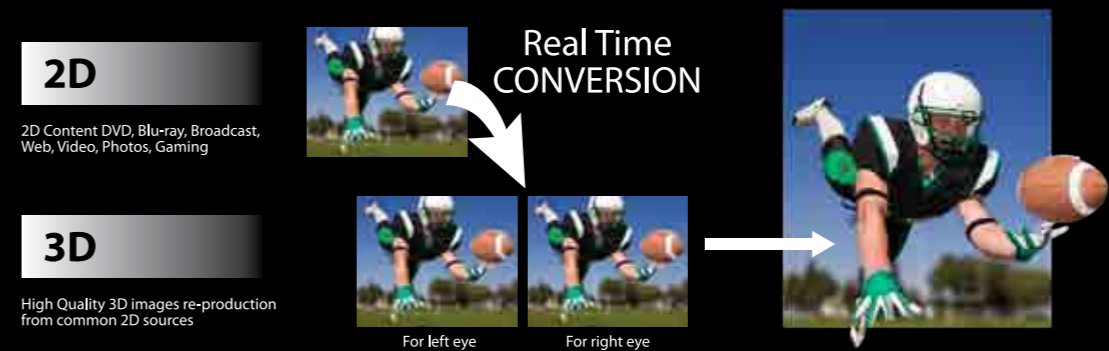 2D
2D Content DVD, Blu-ray, Broadcast,
Web, Video, Photos, Gaming
Real Time
CONVERSION
3D
High Quality 3D images re-production
from common 2D sources
For left eye
For right eye